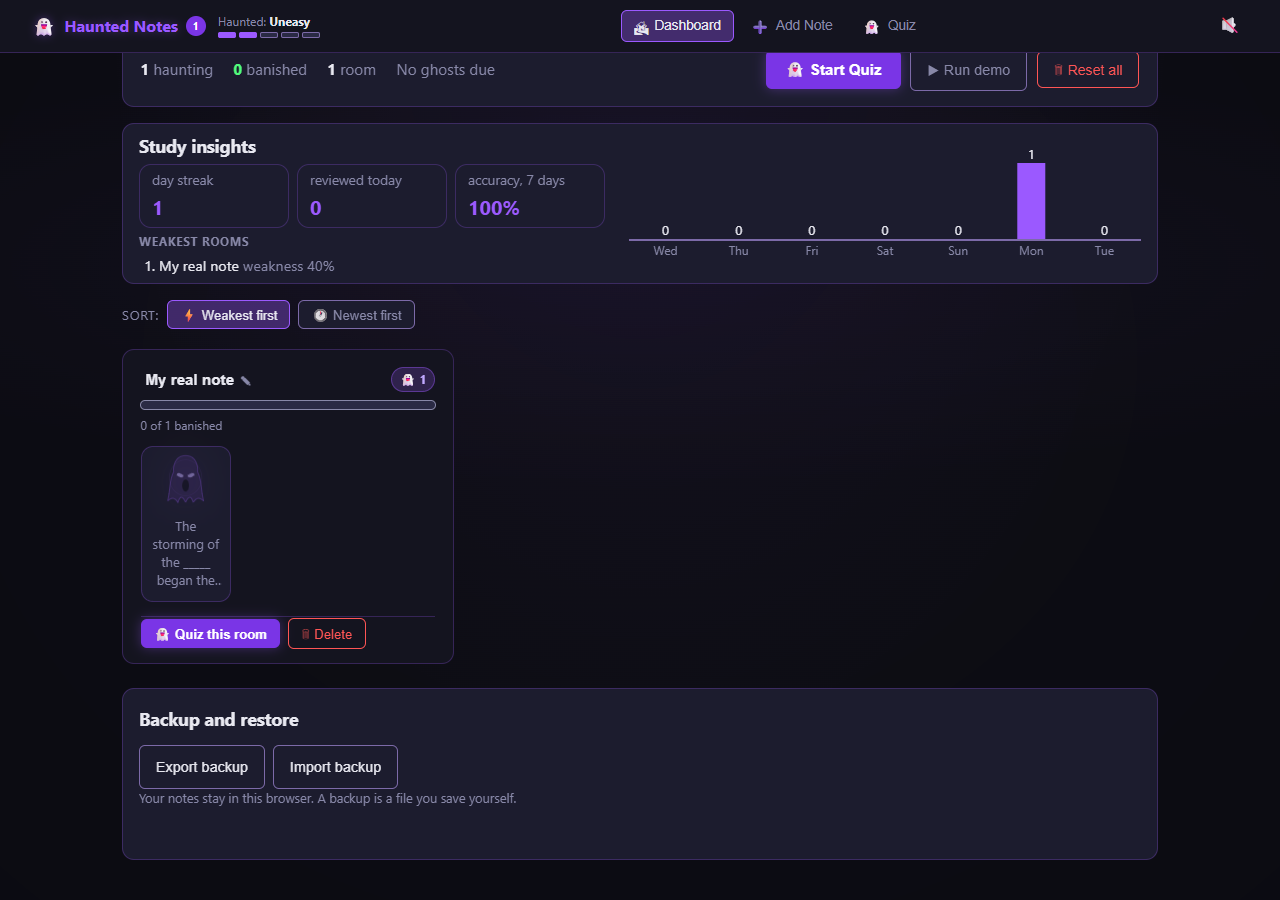 Haunted Notes 1
Haunted: Uneasy
Dashboard
Add Note
Quiz
1 haunting 0 banished 1 room No ghosts due
Start Quiz
Run demo
Reset all
Study insights
day streak
1
reviewed today
0
accuracy, 7 days
100%
WEAKEST ROOMS
1. My real note weakness 40%
0 0 0 0 0 1 0
Wed Thu Fri Sat Sun Mon Tue
SORT:
Weakest first
Newest first
My real note
1
0 of 1 banished
The
storming of
the _____
began the..
Quiz this room
Delete
Backup and restore
Export backup
Import backup
Your notes stay in this browser. A backup is a file you save yourself.